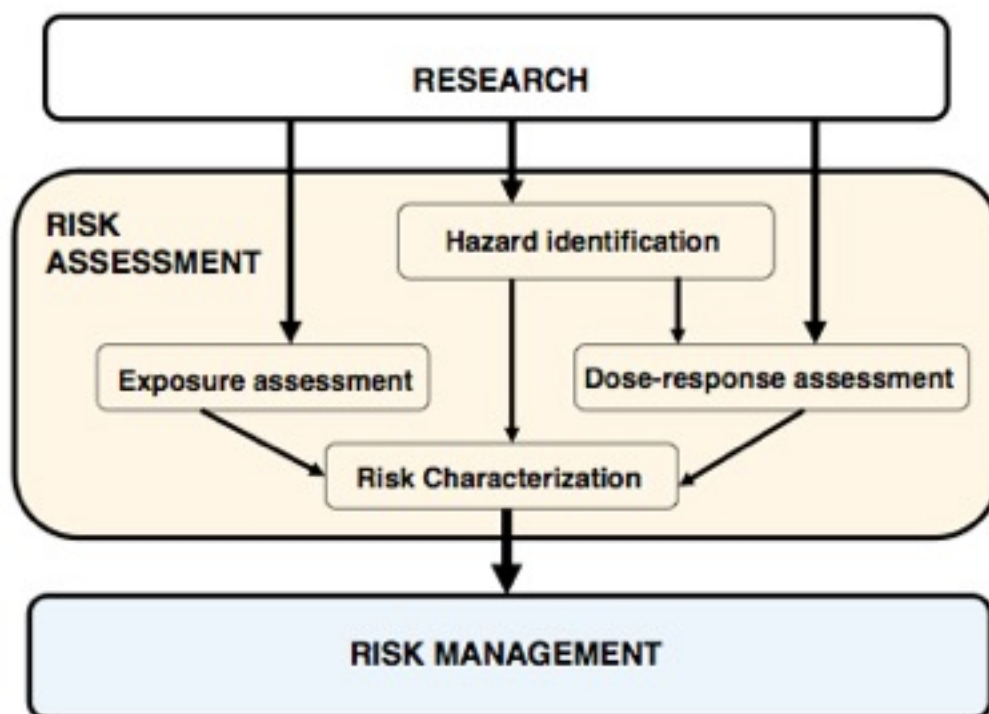 RESEARCH
RISK
ASSESSMENT
Hazard identification
Exposure assessment
Dose-response assessment
Risk Characterization
RISK MANAGEMENT